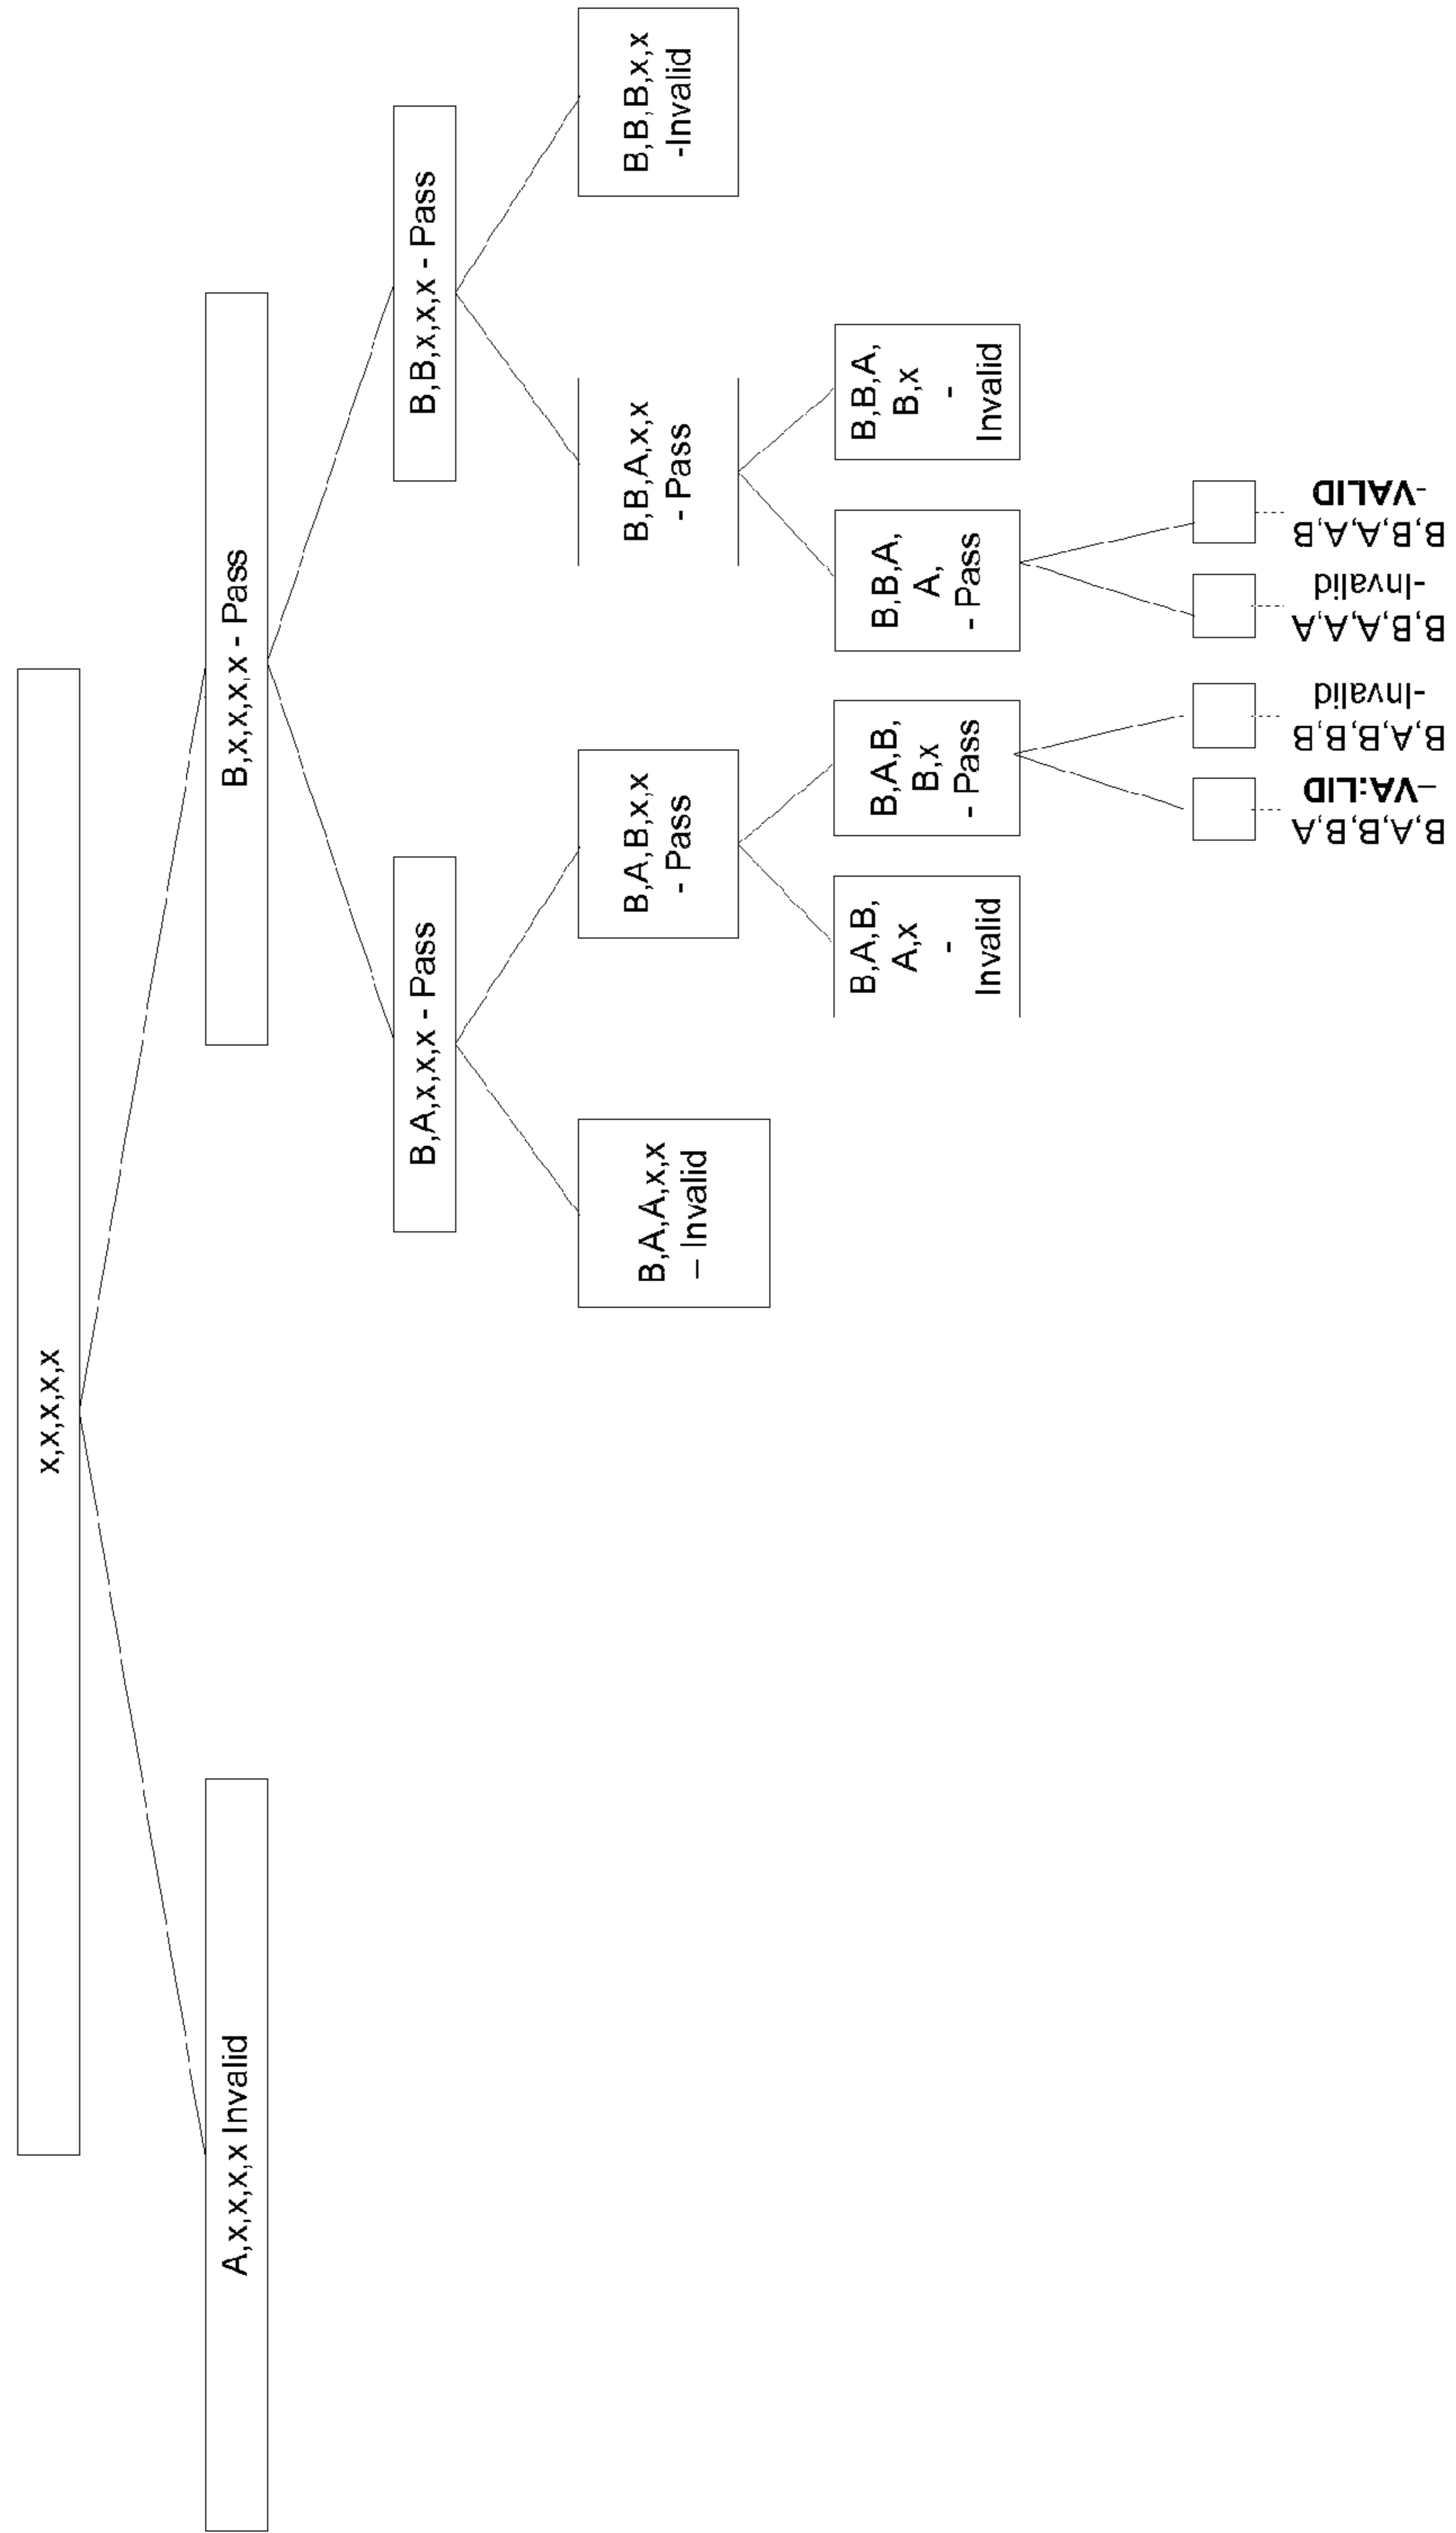 x,x,x,x,x
A,x,x,x,x Invalid
B,x,x,x,x - Pass
B,A,x,x,x - Pass
B,B,x,x,x - Pass
B,A,A,x,x
– Invalid
B,A,B,x,x
- Pass
B,B,A,x,x
- Pass
B,B,B,x,x
-Invalid
B,A,B,
A,x
-
Invalid
B,A,B,
B,x
- Pass
B,B,A,
A,
- Pass
B,B,A,
B,x
-
Invalid
B,A,B,B,A
–VA:LID
B,A,B,B,B
-Invalid
B,B,A,A,A
-Invalid
B,B,A,A,B
-VALID